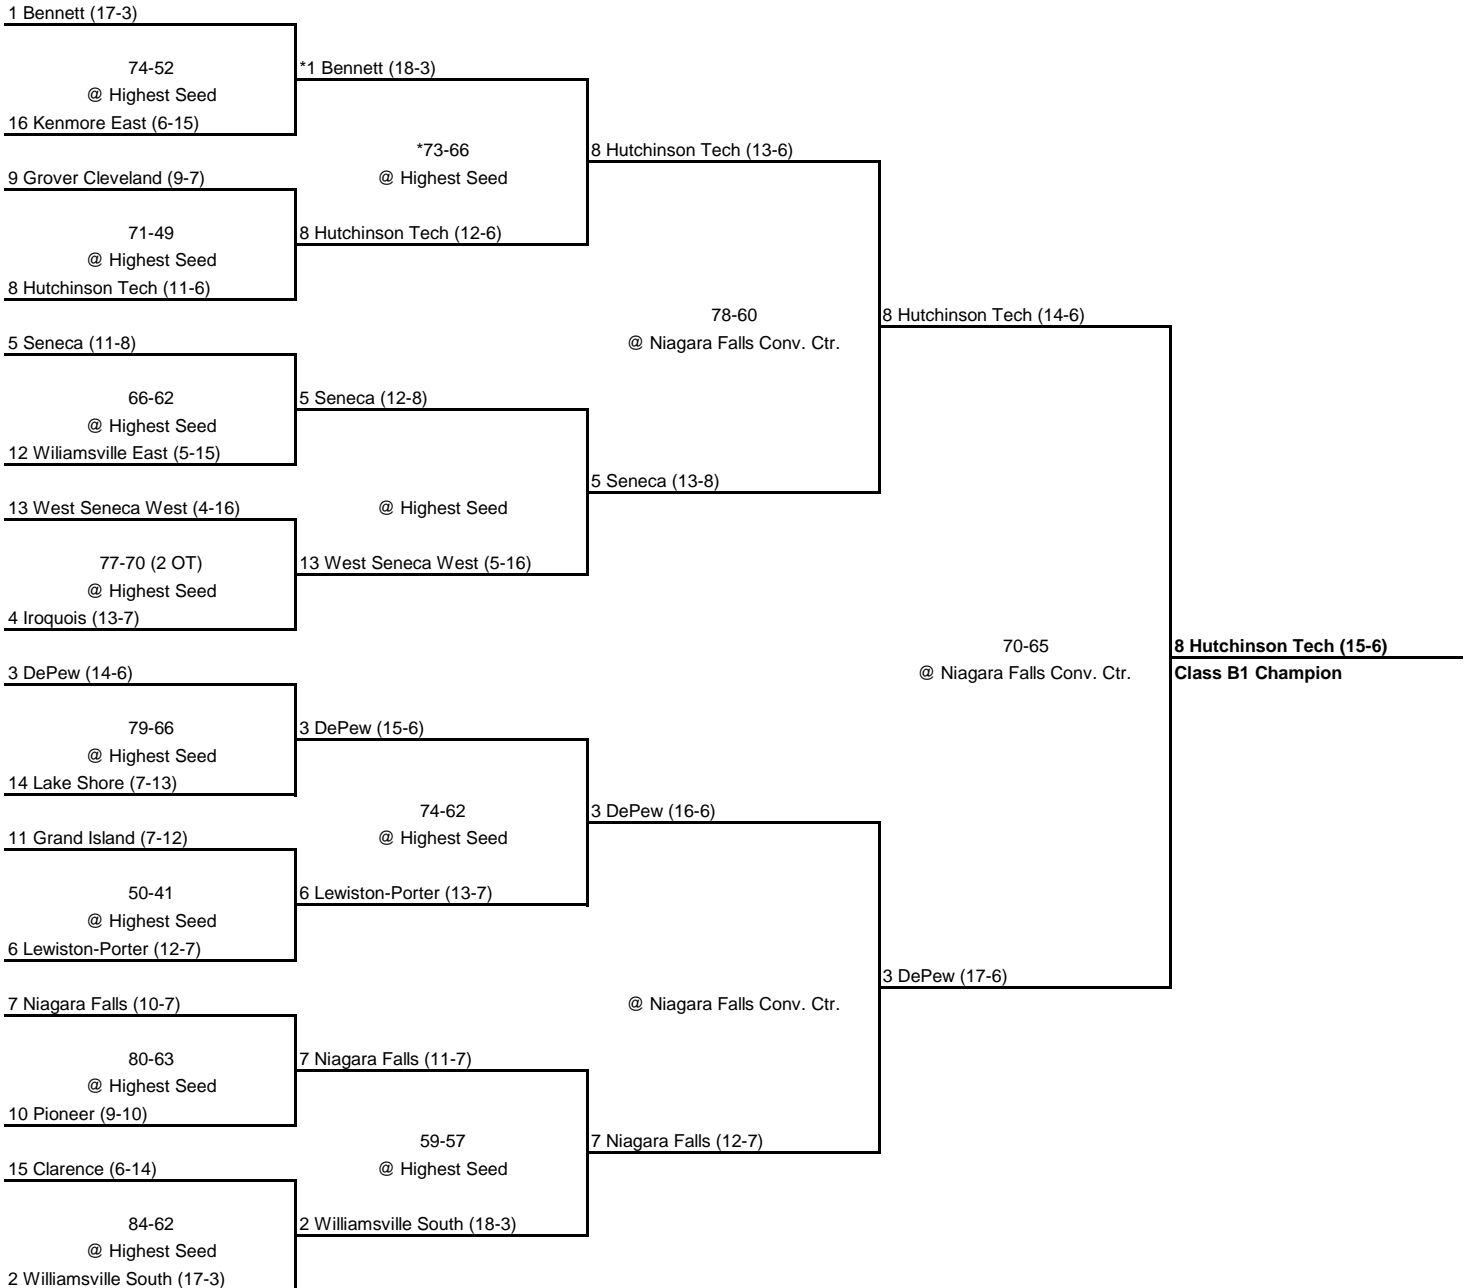 1 Bennett (17-3)
74-52
@ Highest Seed
16 Kenmore East (6-15)
*1 Bennett (18-3)
*73-66
@ Highest Seed
9 Grover Cleveland (9-7)
71-49
@ Highest Seed
8 Hutchinson Tech (11-6)
8 Hutchinson Tech (12-6)
8 Hutchinson Tech (13-6)
78-60
@ Niagara Falls Conv. Ctr.
8 Hutchinson Tech (14-6)
5 Seneca (11-8)
66-62
@ Highest Seed
12 Wiliamsville East (5-15)
5 Seneca (12-8)
@ Highest Seed
5 Seneca (13-8)
13 West Seneca West (4-16)
77-70 (2 OT)
@ Highest Seed
4 Iroquois (13-7)
13 West Seneca West (5-16)
70-65
@ Niagara Falls Conv. Ctr.
8 Hutchinson Tech (15-6)
Class B1 Champion
3 DePew (14-6)
79-66
@ Highest Seed
14 Lake Shore (7-13)
3 DePew (15-6)
74-62
@ Highest Seed
3 DePew (16-6)
11 Grand Island (7-12)
50-41
@ Highest Seed
6 Lewiston-Porter (12-7)
6 Lewiston-Porter (13-7)
@ Niagara Falls Conv. Ctr.
3 DePew (17-6)
7 Niagara Falls (10-7)
80-63
@ Highest Seed
10 Pioneer (9-10)
7 Niagara Falls (11-7)
59-57
@ Highest Seed
7 Niagara Falls (12-7)
15 Clarence (6-14)
84-62
@ Highest Seed
2 Williamsville South (17-3)
2 Williamsville South (18-3)